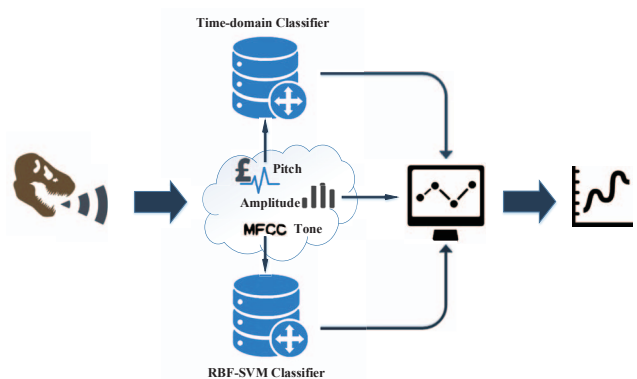 Time-domain Classifier
£ Pitch
Amplitude
MFCC Tone
RBF-SVM Classifier